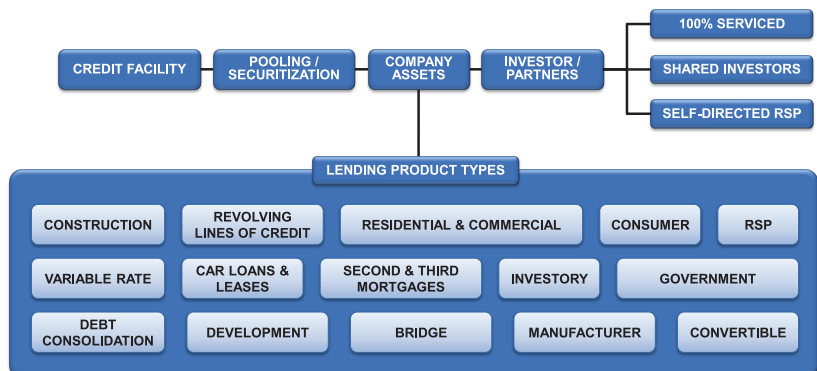 100% SERVICED
CREDIT FACILITY
POOLING /
SECURITIZATION
COMPANY
ASSETS
INVESTOR /
PARTNERS
SHARED INVESTORS
SELF-DIRECTED RSP
LENDING PRODUCT TYPES
CONSTRUCTION
REVOLVING
LINES OF CREDIT
RESIDENTIAL & COMMERCIAL
CONSUMER
RSP
VARIABLE RATE
CAR LOANS &
LEASES
SECOND & THIRD
MORTGAGES
INVESTORY
GOVERNMENT
DEBT
CONSOLIDATION
DEVELOPMENT
BRIDGE
MANUFACTURER
CONVERTIBLE